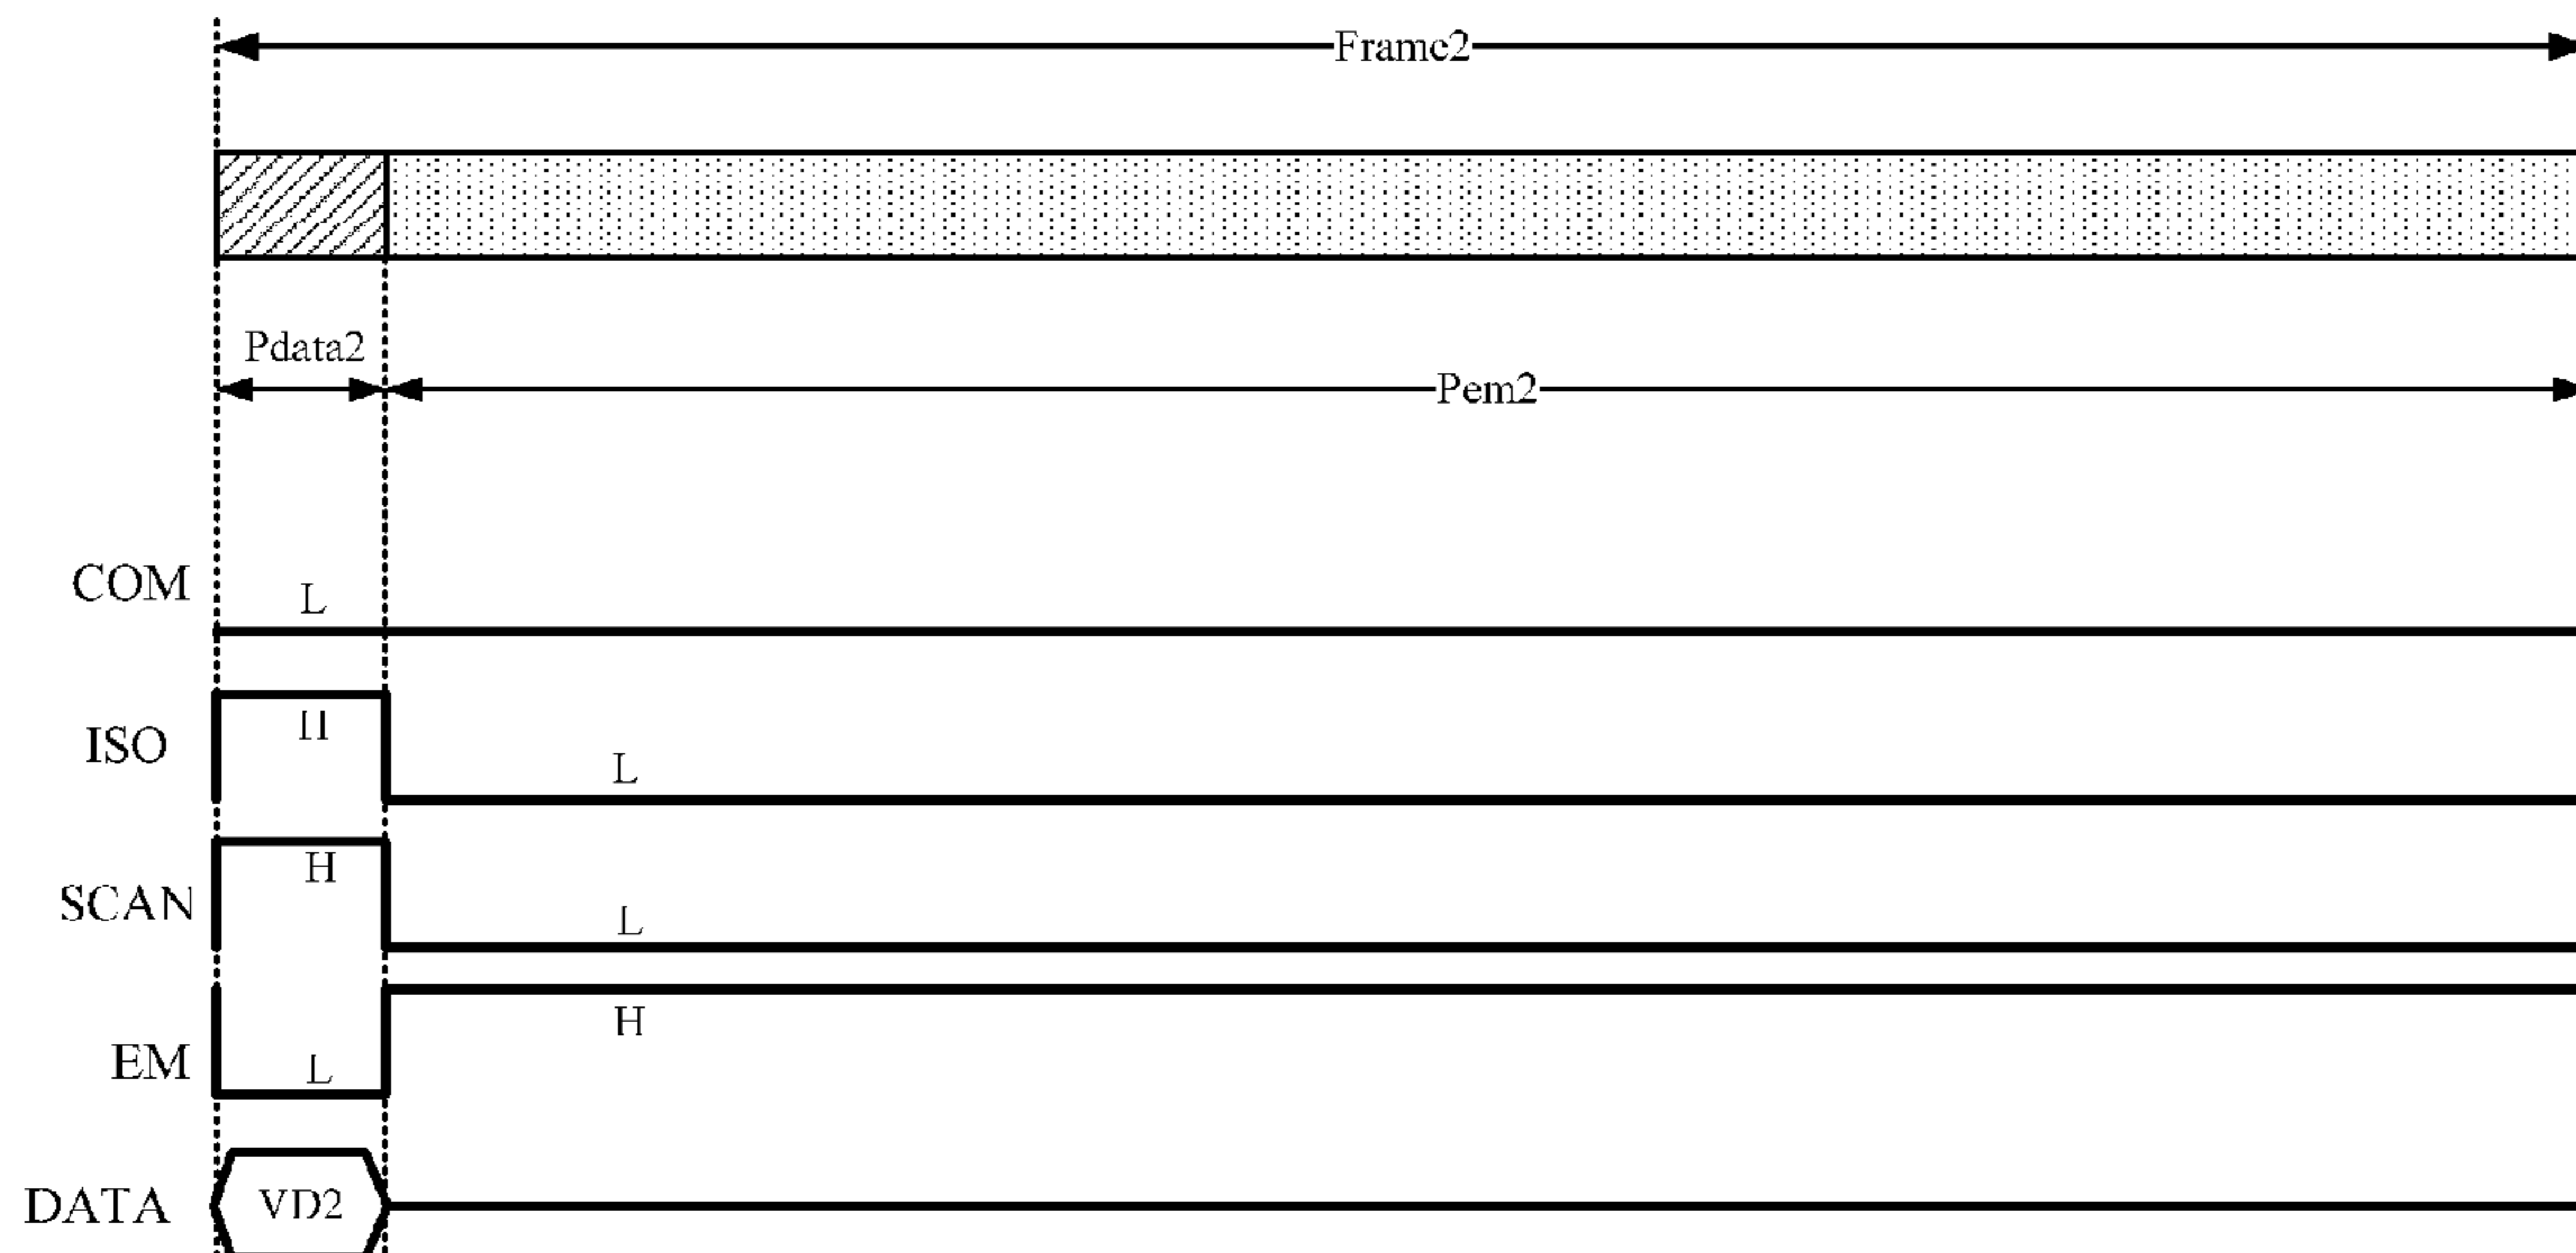 Frame2
Pdata2
Pem2
COM
L
ISO
H
L
SCAN
H
L
EM
L
H
DATA
VD2